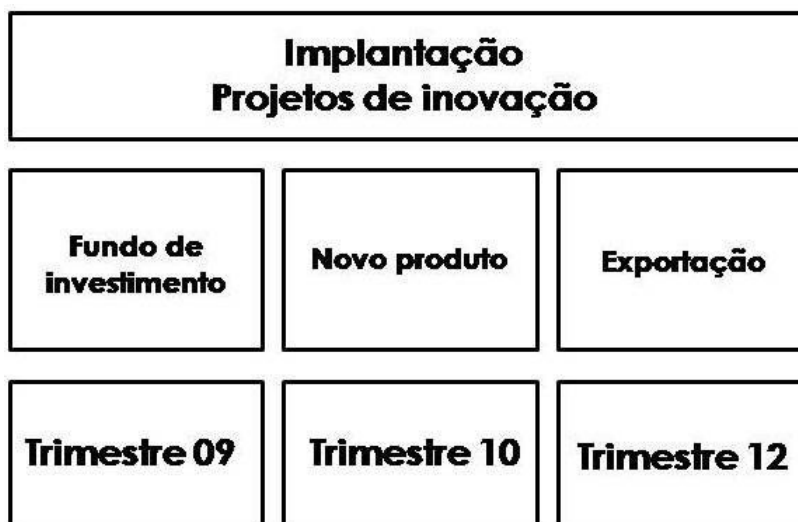 Implantação
Projetos de inovação
Fundo de
investimento
Novo produto
Exportação
Trimestre 09
Trimestre 10
Trimestre 12